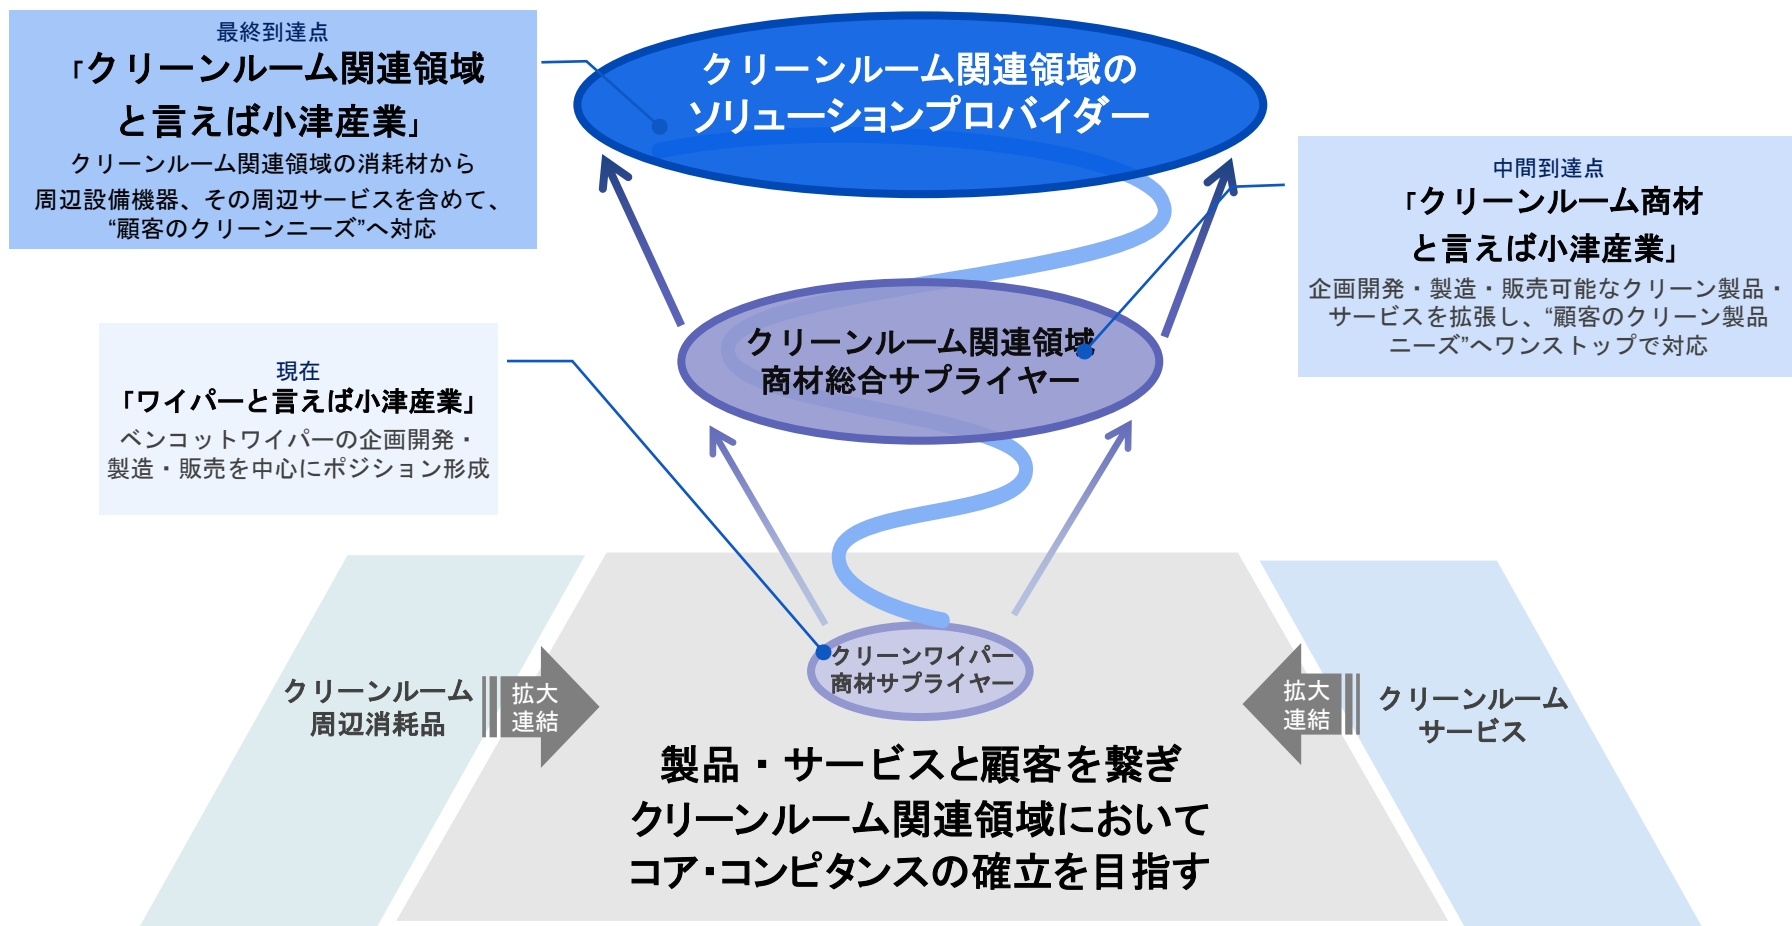 最終到達点
「クリーンルーム関連領域
と言えば小津産業」
クリーンルーム関連領域の消耗材から
周辺設備機器、その周辺サービスを含めて、
“顧客のクリーンニーズ”へ対応
クリーンルーム関連領域の
ソリューションプロバイダー
中間到達点
「クリーンルーム商材
と言えば小津産業」
企画開発・製造・販売可能なクリーン製品・
サービスを拡張し、“顧客のクリーン製品
ニーズ”へワンストップで対応
クリーンルーム関連領域
商材総合サプライヤー
現在
「ワイパーと言えば小津産業」
ベンコットワイパーの企画開発・
製造・販売を中心にポジション形成
クリーンワイパー
商材サプライヤー
クリーンルーム
周辺消耗品
拡大
連結
拡大
連結
クリーンルーム
サービス
製品・サービスと顧客を繋ぎ
クリーンルーム関連領域において
コア・コンピタンスの確立を目指す